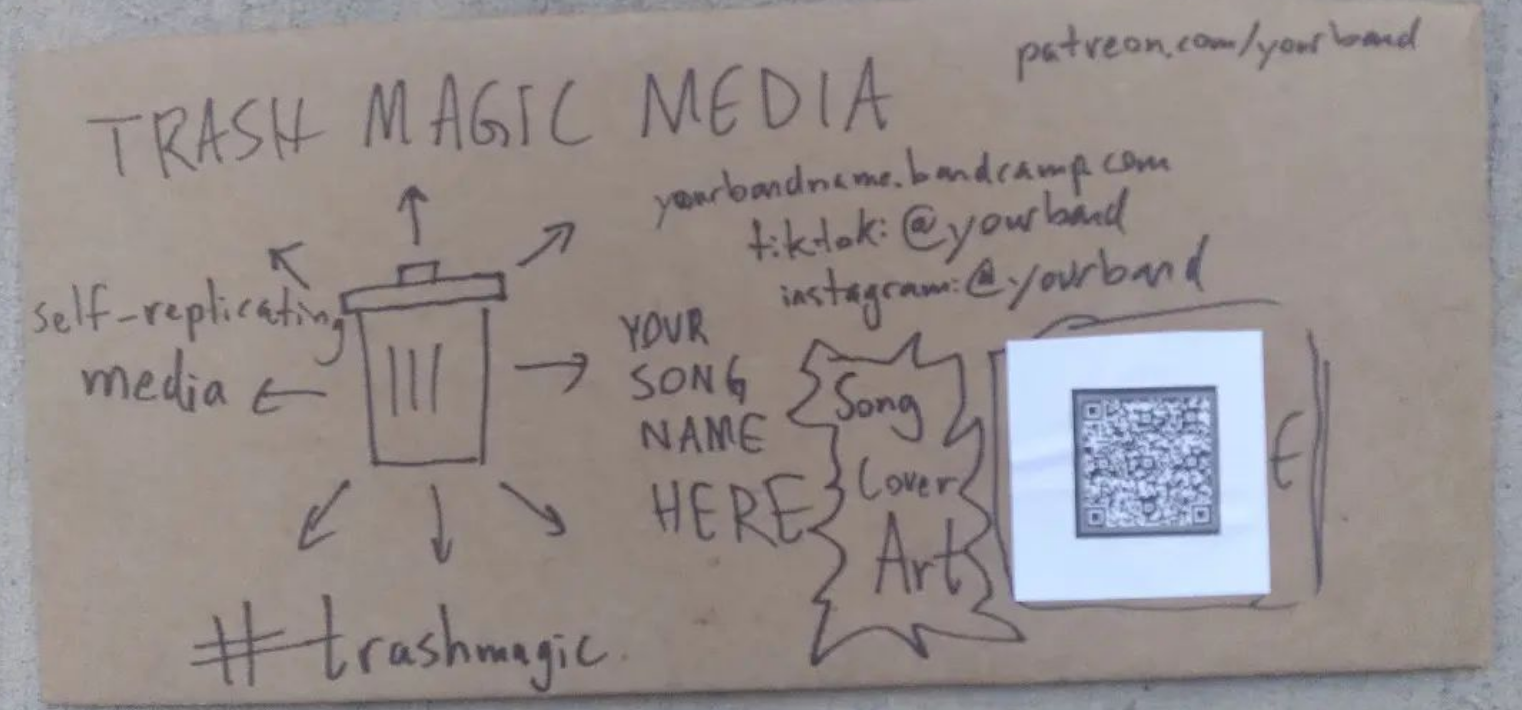 patreon.com/yourband
TRASH MAGIC MEDIA
yourbandname.bandcamp.com
tiktok: @yourband
instagram: @yourband
self-replicating
media
YOUR
SONG
NAME
HERE
Song
Cover
Art
E
#trashmagic.